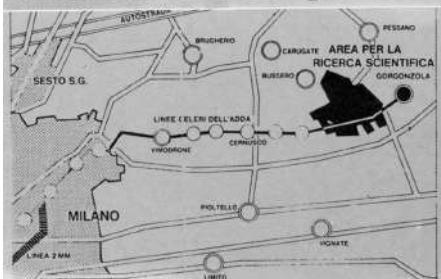 AUTOSTRADA
PESSANO
BRUGHERIO
CARUGATE
AREA PER LA
RICERCA SCIENTIFICA
BUSSERO
GORGONZOLA
SESTO S.G.
LINEE CELERI DELL'ADDA
VIMODRONE
CERNUSCO
PIOLTELLO
MILANO
VIGNATE
LINEA 2 MM
LIMITO